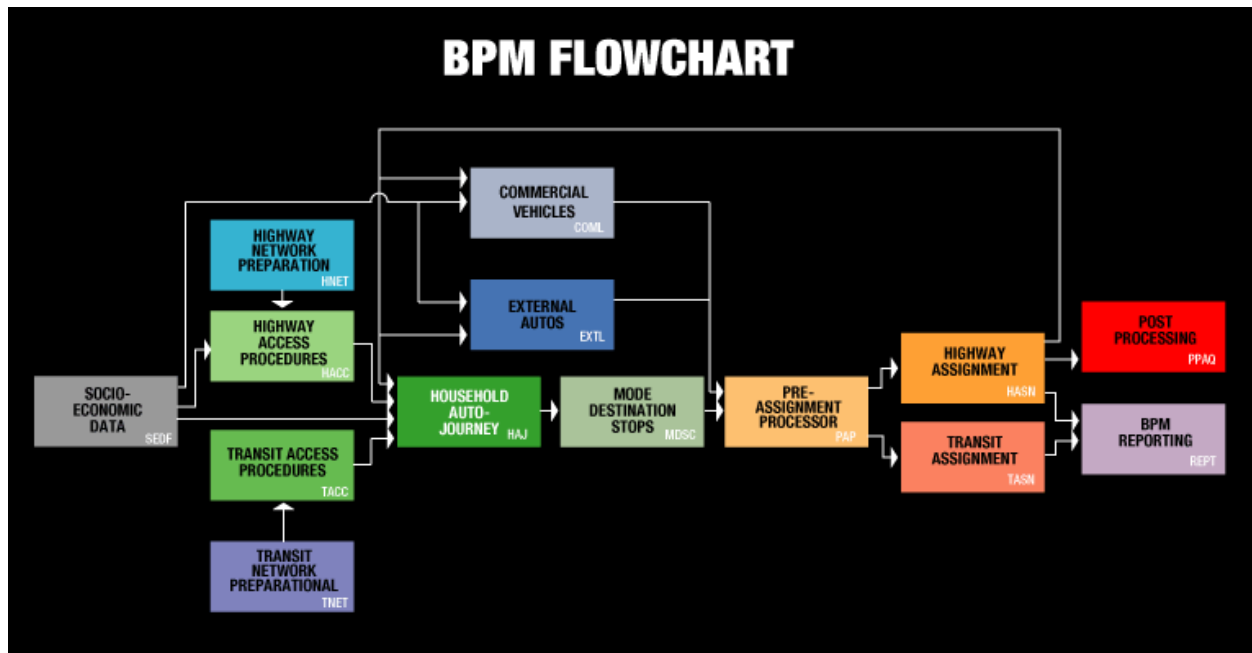 BPM FLOWCHART
COMMERCIAL
VEHICLES
COML
HIGHWAY
NETWORK
PREPARATION
HNET
EXTERNAL
AUTOS
EXTL
HIGHWAY
ACCESS
PROCEDURES
HACC
POST
PROCESSING
PPAQ
HIGHWAY
ASSIGNMENT
HASN
SOCIO-
ECONOMIC
DATA
SEDF
HOUSEHOLD
AUTO-
JOURNEY
HAJ
MODE
DESTINATION
STOPS
MDSC
PRE-
ASSIGNMENT
PROCESSOR
PAP
BPM
REPORTING
REPT
TRANSIT ACCESS
PROCEDURES
TACC
TRANSIT
ASSIGNMENT
TASN
TRANSIT
NETWORK
PREPARATIONAL
TNET